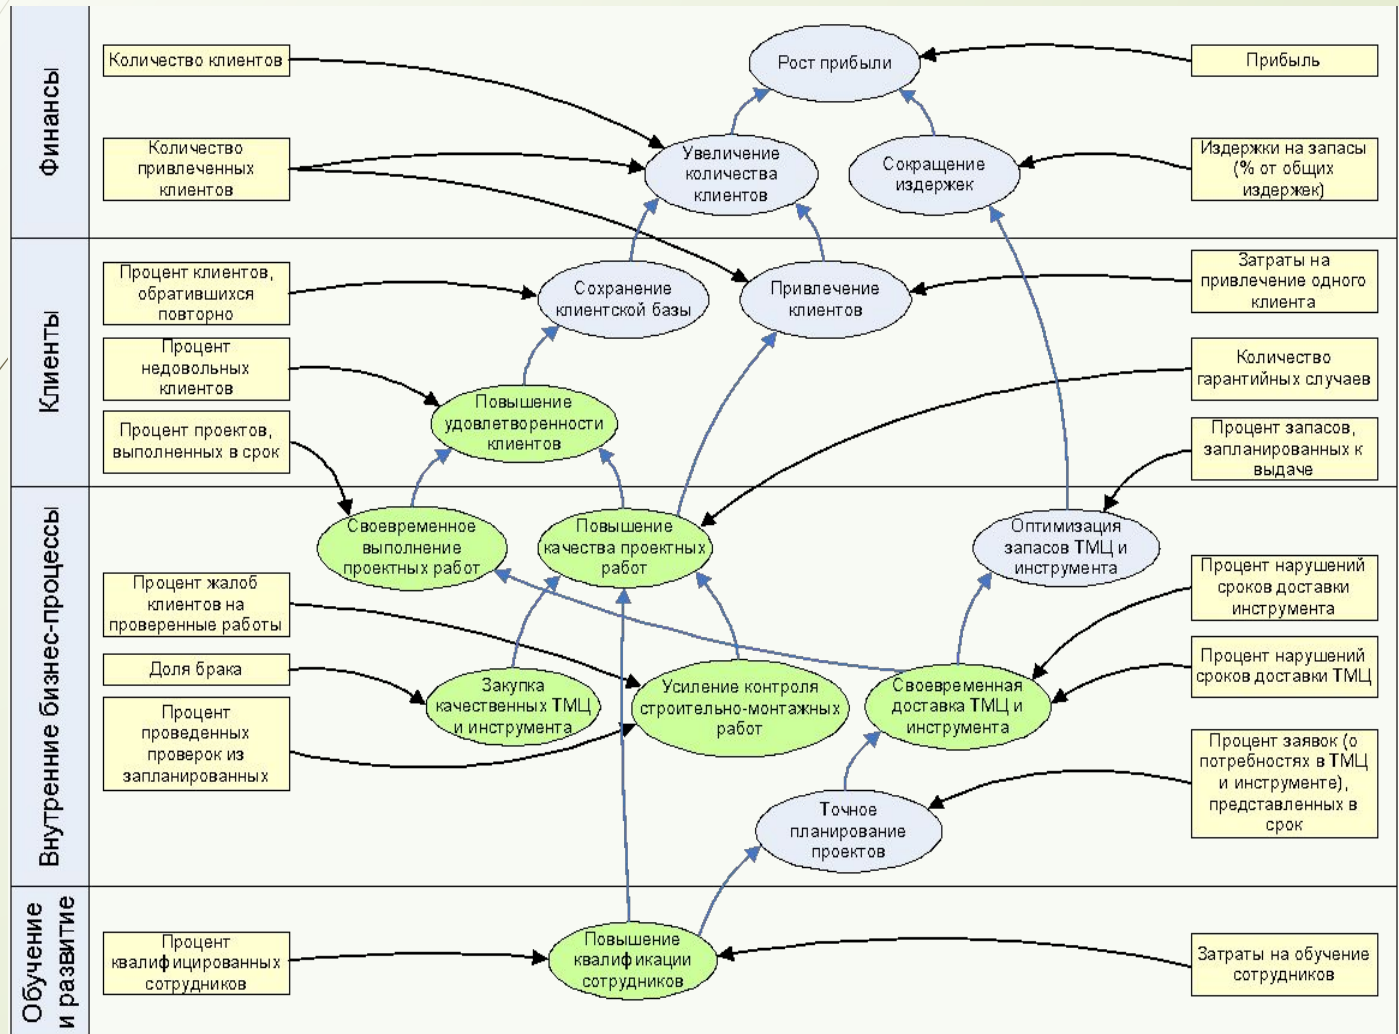 Финансы
Количество клиентов
Рост прибыли
Прибыль
Количество
привлеченных
клиентов
Увеличение
количества
клиентов
Сокращение
издержек
Издержки на запасы
(% от общих
издержек)
Клиенты
Процент клиентов,
обратившихся
повторно
Сохранение
клиентской базы
Привлечение
клиентов
Затраты на
привлечение одного
клиента
Процент
недовольных
клиентов
Количество
гарантийных случаев
Повышение
удовлетворенности
клиентов
Процент проектов,
выполненных в срок
Процент запасов,
запланированных к
выдаче
Внутренние бизнес-процессы
Своевременное
выполнение
проектных работ
Повышение
качества проектных
работ
Оптимизация
запасов ТМЦ и
инструмента
Процент жалоб
клиентов на
проверенные работы
Процент нарушений
сроков доставки
инструмента
Доля брака
Закупка
качественных ТМЦ
и инструмента
Усиление контроля
строительно-монтажных
работ
Своевременная
доставка ТМЦ и
инструмента
Процент нарушений
сроков доставки ТМЦ
Процент
проведенных
проверок из
запланированных
Процент заявок (о
потребностях в ТМЦ
и инструменте),
представленных в
срок
Точное
планирование
проектов
Обучение
и развитие
Процент
квалифицированных
сотрудников
Повышение
квалификации
сотрудников
Затраты на обучение
сотрудников